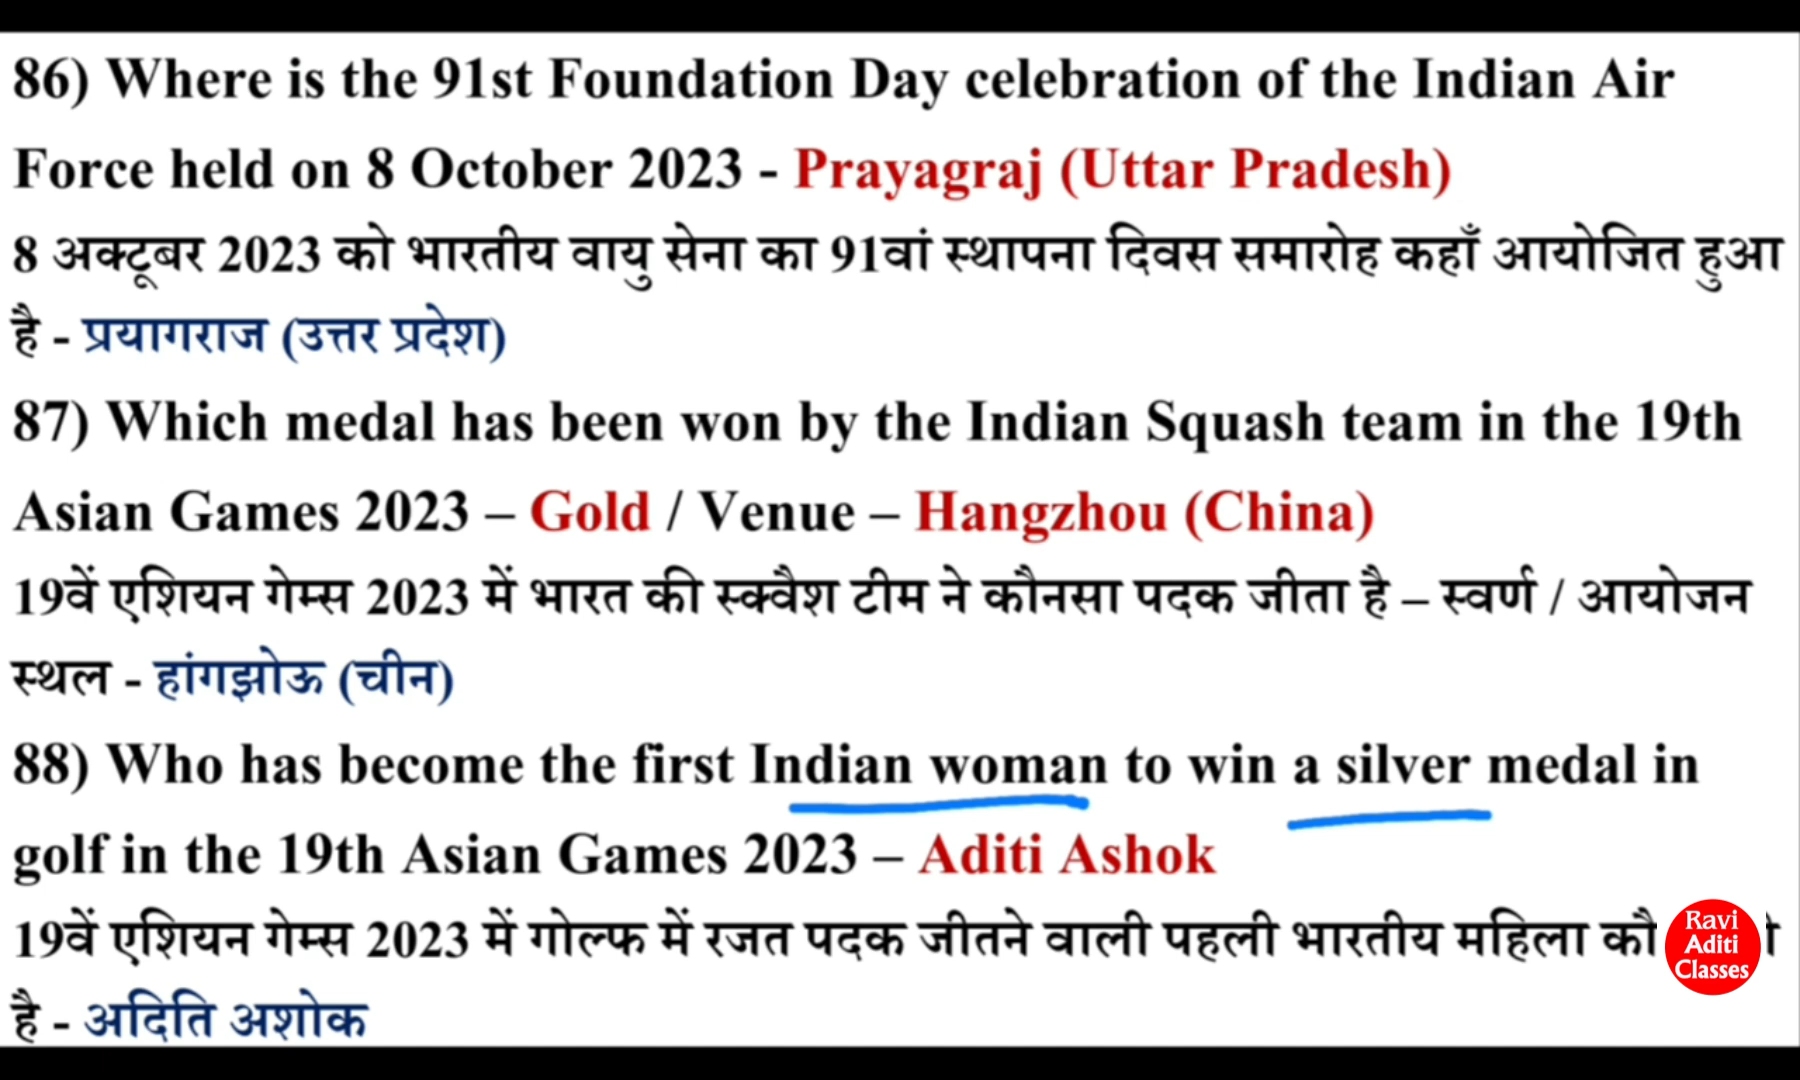 86) Where is the 91st Foundation Day celebration of the Indian Air
Force held on 8 October 2023 - Prayagraj (Uttar Pradesh)
8 अक्टूबर 2023 को भारतीय वायु सेना का 91वां स्थापना दिवस समारोह कहाँ आयोजित हुआ
है - प्रयागराज (उत्तर प्रदेश)
87) Which medal has been won by the Indian Squash team in the 19th
Asian Games 2023 – Gold / Venue – Hangzhou (China)
19वें एशियन गेम्स 2023 में भारत की स्क्वैश टीम ने कौनसा पदक जीता है – स्वर्ण / आयोजन
स्थल - हांगझोऊ (चीन)
88) Who has become the first Indian woman to win a silver medal in
golf in the 19th Asian Games 2023 – Aditi Ashok
19वें एशियन गेम्स 2023 में गोल्फ में रजत पदक जीतने वाली पहली भारतीय महिला
है - अदिति अशोक
Ravi
Aditi
Classes